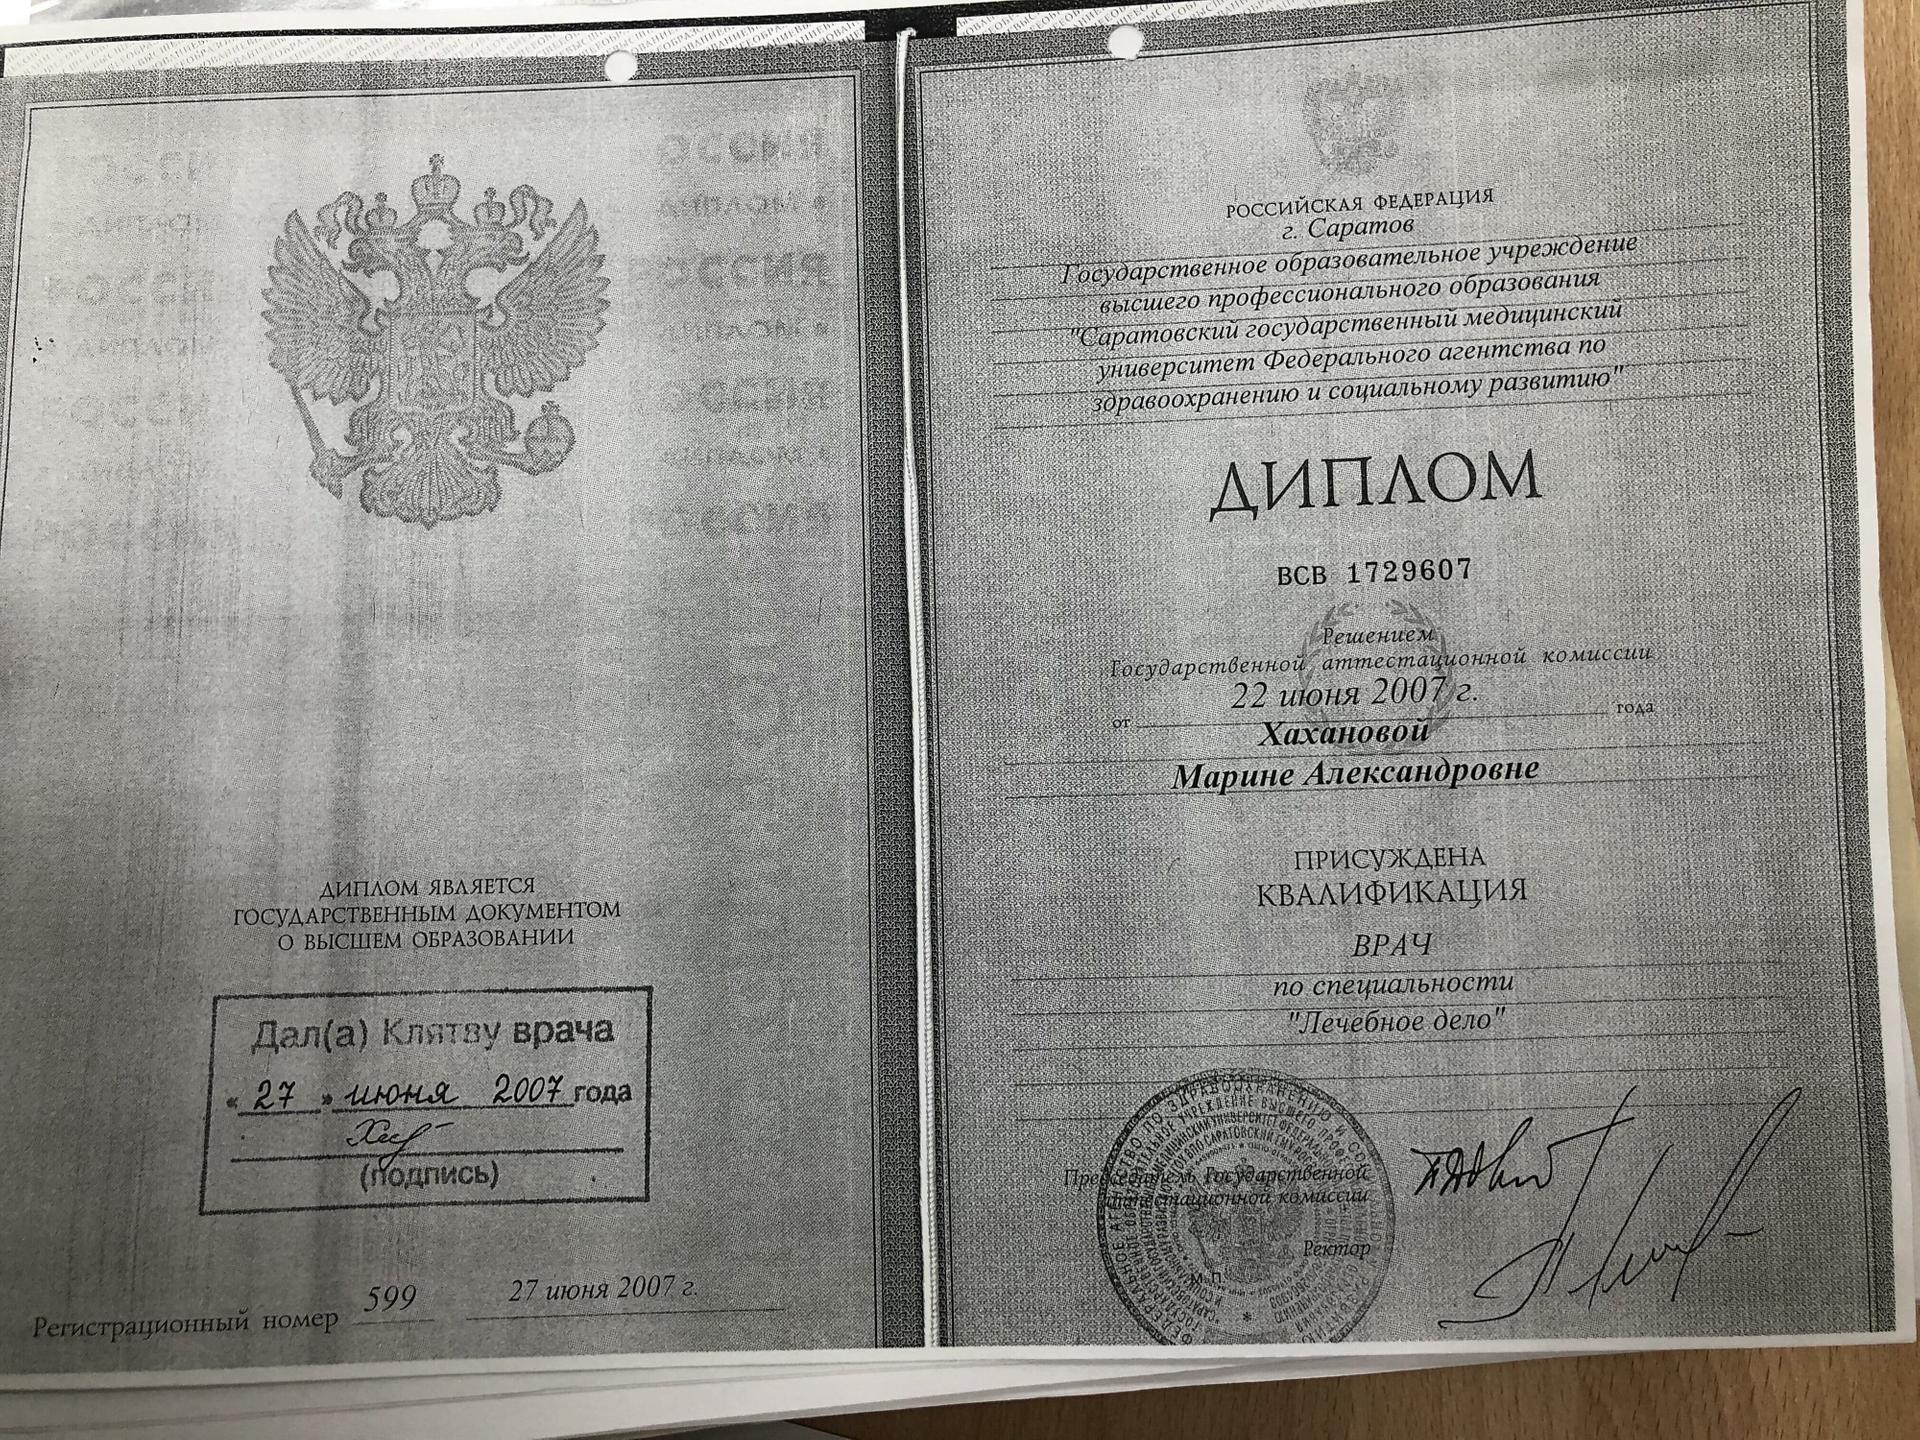 ДИПЛОМ ЯВЛЯЕТСЯ
ГОСУДАРСТВЕННЫМ ДОКУМЕНТОМ
О ВЫСШЕМ ОБРАЗОВАНИИ
Дал(а) Клятву врача
« 27 » июня 2007 года
(подпись)
Регистрационный номер 599 27 июня 2007 г.
РОССИЙСКАЯ ФЕДЕРАЦИЯ
г. Саратов
Государственное образовательное учреждение
высшего профессионального образования
"Саратовский государственный медицинский
университет Федерального агентства по
здравоохранению и социальному развитию"
ДИПЛОМ
ВСВ 1729607
Решением
Государственной аттестационной комиссии
22 июня 2007 г.
от года
Хахановой
Марине Александровне
ПРИСУЖДЕНА
КВАЛИФИКАЦИЯ
ВРАЧ
по специальности
"Лечебное дело"
Председатель Государственной
аттестационной комиссии
Ректор
М.П.